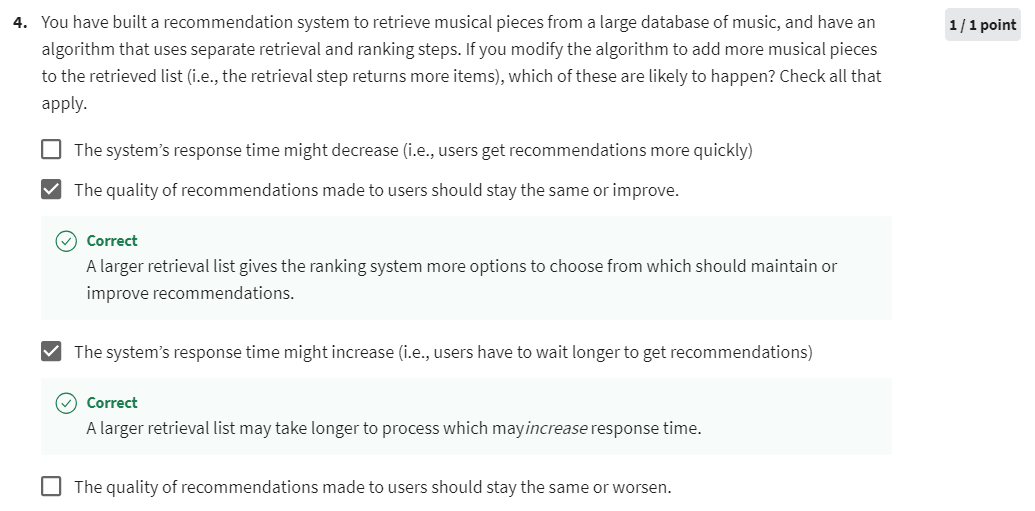 4. You have built a recommendation system to retrieve musical pieces from a large database of music, and have an
1 / 1 point
algorithm that uses separate retrieval and ranking steps. If you modify the algorithm to add more musical pieces
to the retrieved list (i.e., the retrieval step returns more items), which of these are likely to happen? Check all that
apply.
The system’s response time might decrease (i.e., users get recommendations more quickly)
The quality of recommendations made to users should stay the same or improve.
Correct
A larger retrieval list gives the ranking system more options to choose from which should maintain or
improve recommendations.
The system’s response time might increase (i.e., users have to wait longer to get recommendations)
Correct
A larger retrieval list may take longer to process which may increase response time.
The quality of recommendations made to users should stay the same or worsen.